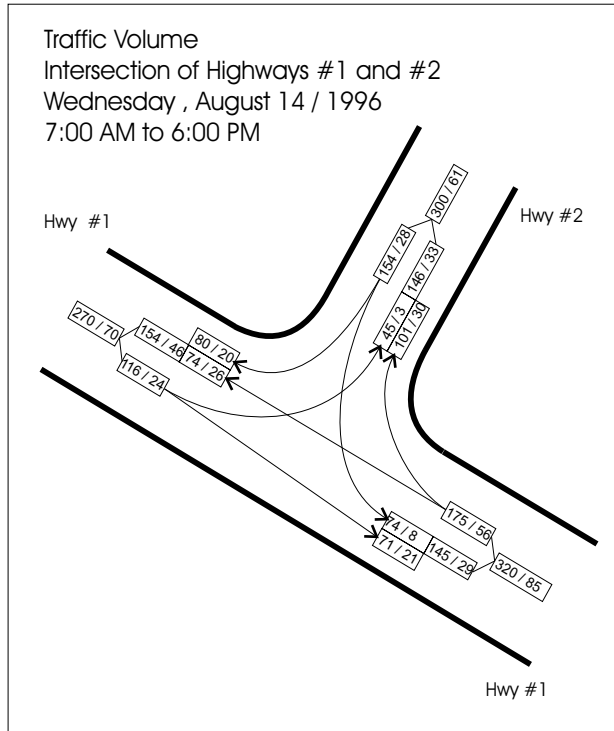 Traffic Volume
Intersection of Highways #1 and #2
Wednesday , August 14 / 1996
7:00 AM to 6:00 PM
Hwy #1
Hwy #2
300 / 61
154 / 28
146 / 33
45 / 3
101 / 30
270 / 70
154 / 46
80 / 20
74 / 26
116 / 24
175 / 56
74 / 8
71 / 21
145 / 29
320 / 85
Hwy #1